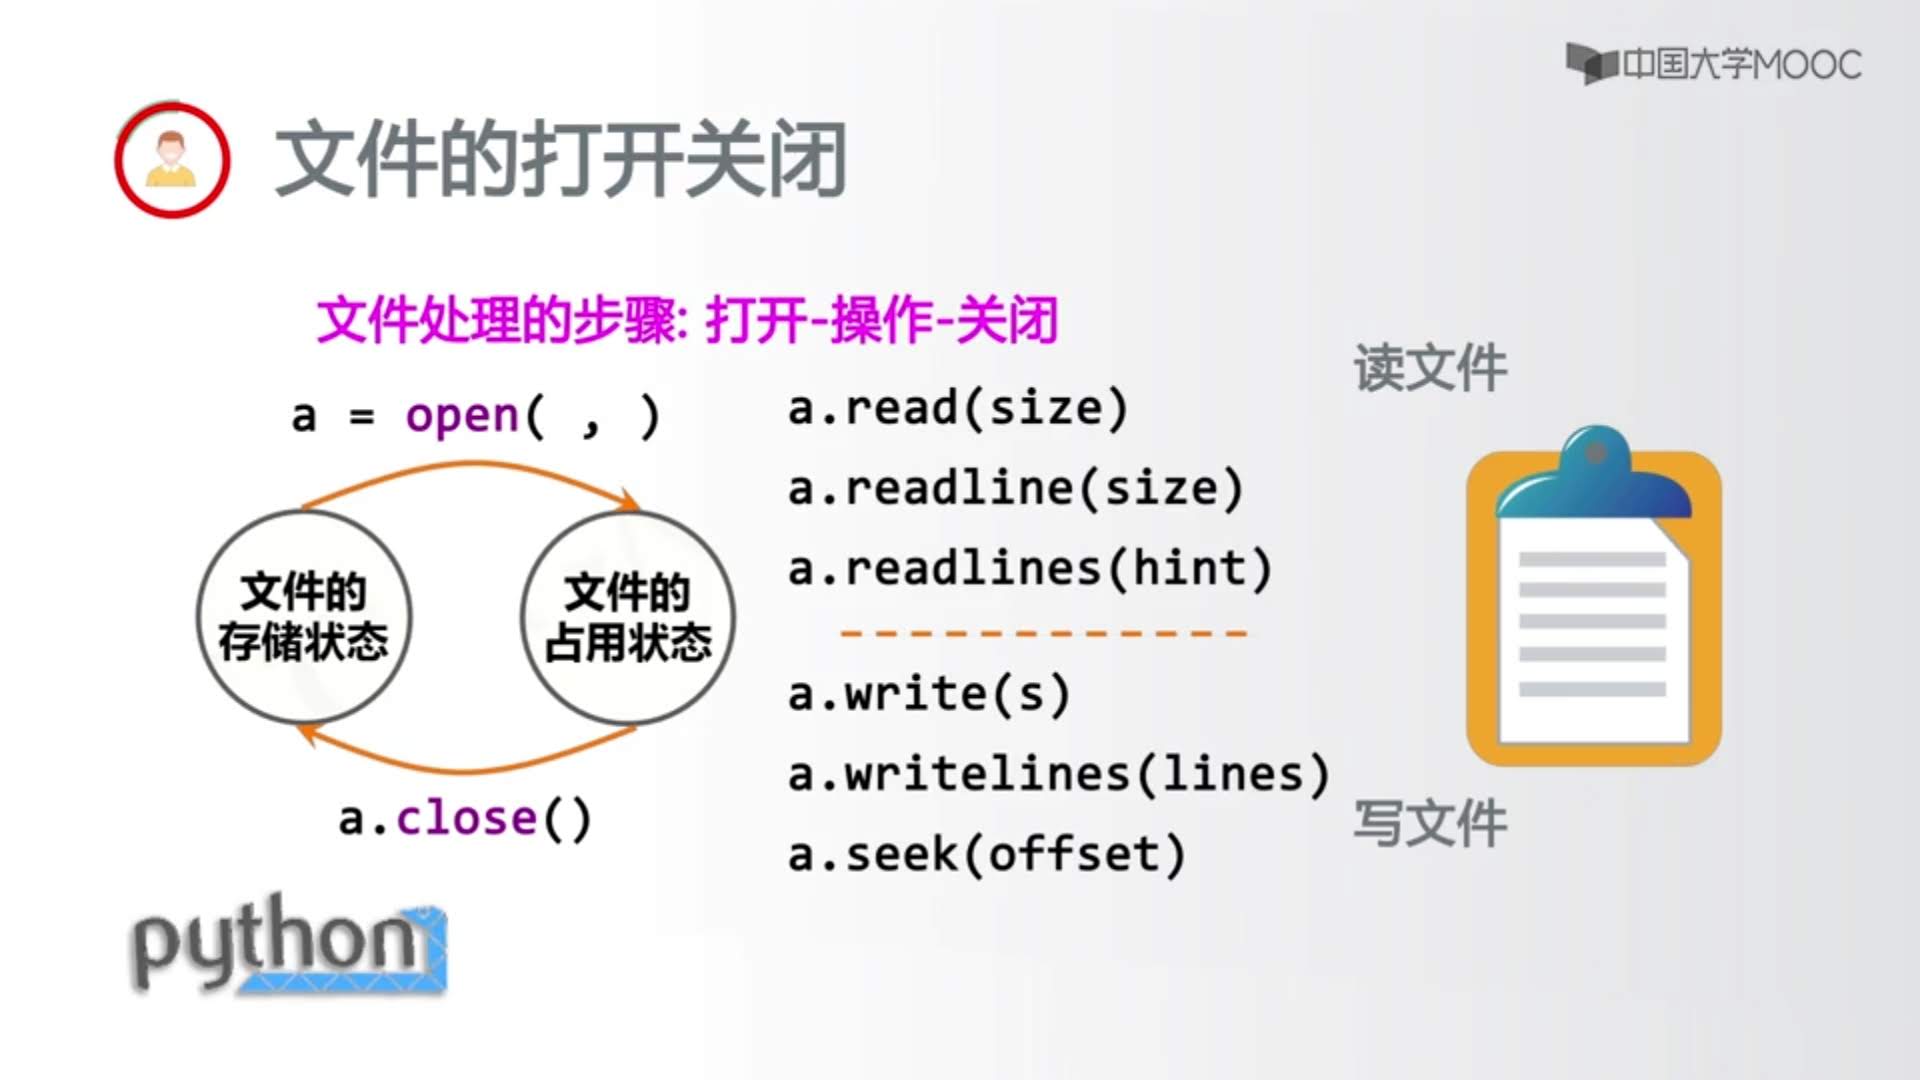 中国大学MOOC
文件的打开关闭
文件处理的步骤: 打开-操作-关闭
a = open( , )
文件的
存储状态
文件的
占用状态
a.close()
读文件
a.read(size)
a.readline(size)
a.readlines(hint)
a.write(s)
a.writelines(lines)
a.seek(offset)
写文件
python